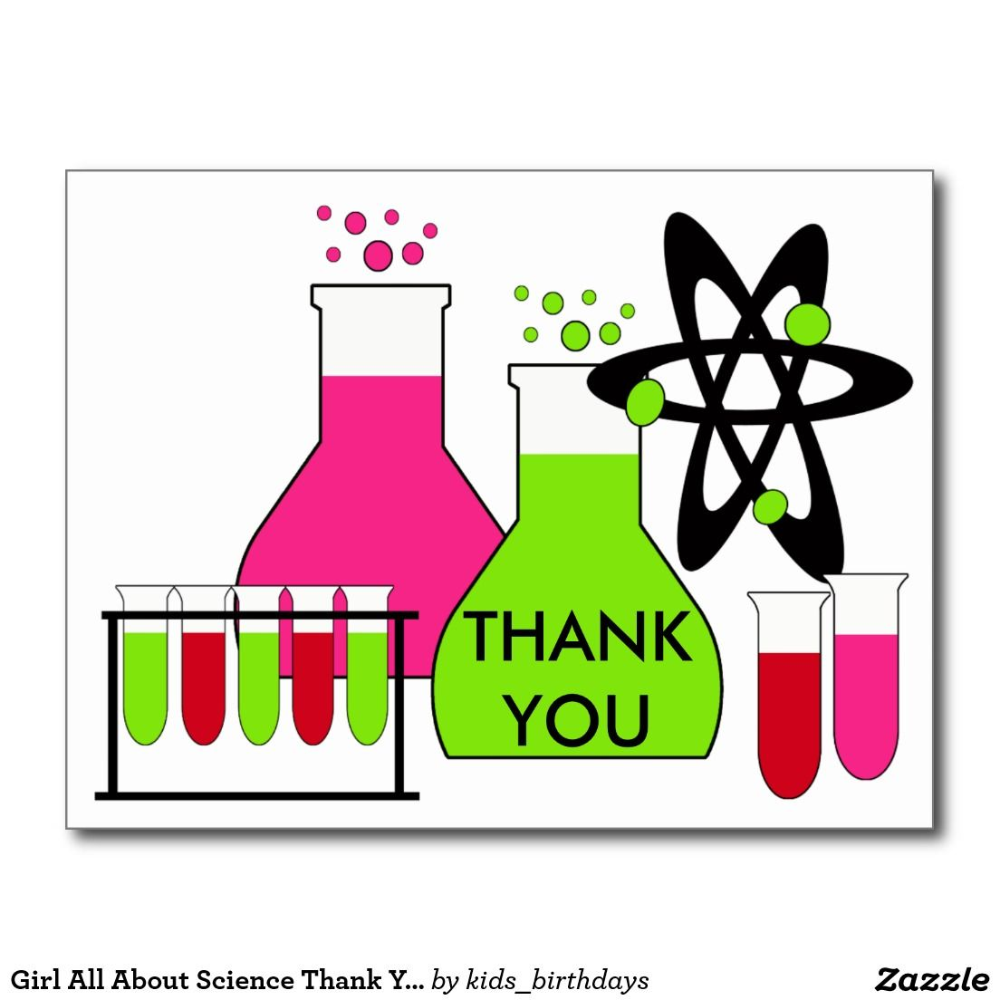 THANK
YOU
Girl All About Science Thank Y... by kids_birthdays
Zazzle